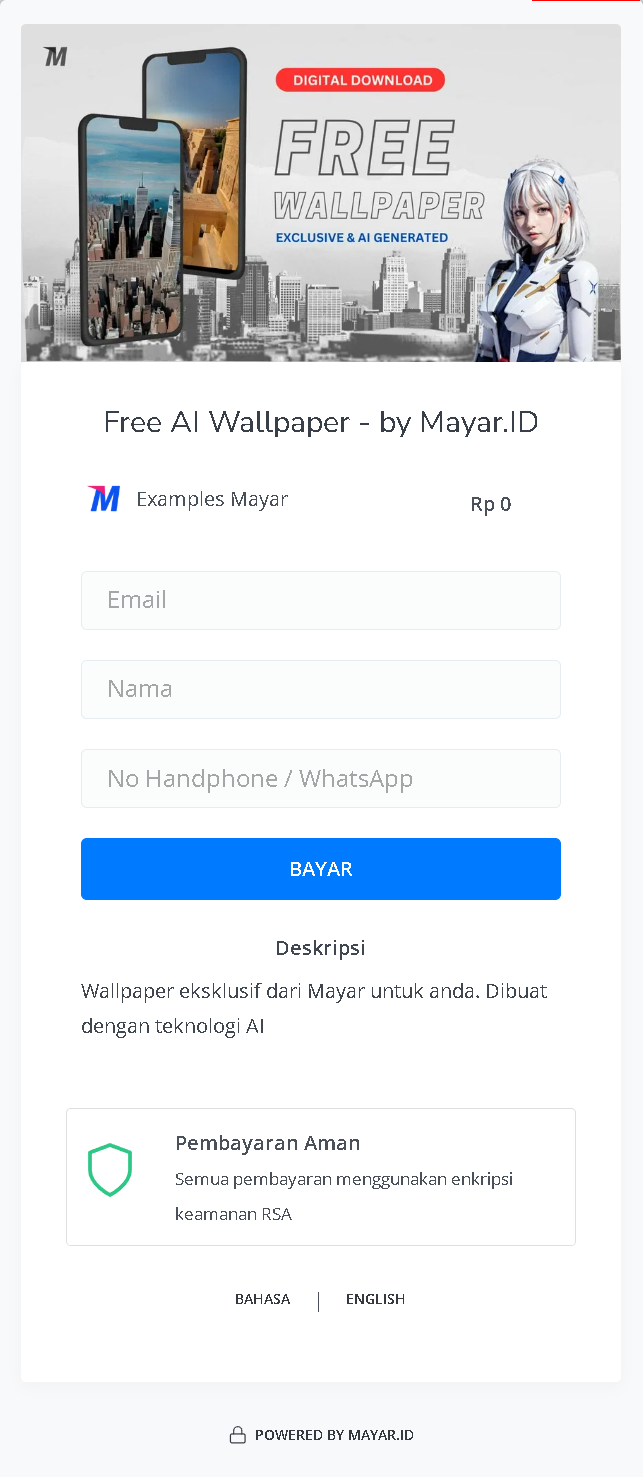 M
DIGITAL DOWNLOAD
FREE
WALLPAPER
EXCLUSIVE & AI GENERATED
Free AI Wallpaper - by Mayar.ID
M Examples Mayar
Rp 0
Email
Nama
No Handphone / WhatsApp
BAYAR
Deskripsi
Wallpaper eksklusif dari Mayar untuk anda. Dibuat
dengan teknologi AI
Pembayaran Aman
Semua pembayaran menggunakan enkripsi
keamanan RSA
BAHASA | ENGLISH
POWERED BY MAYAR.ID